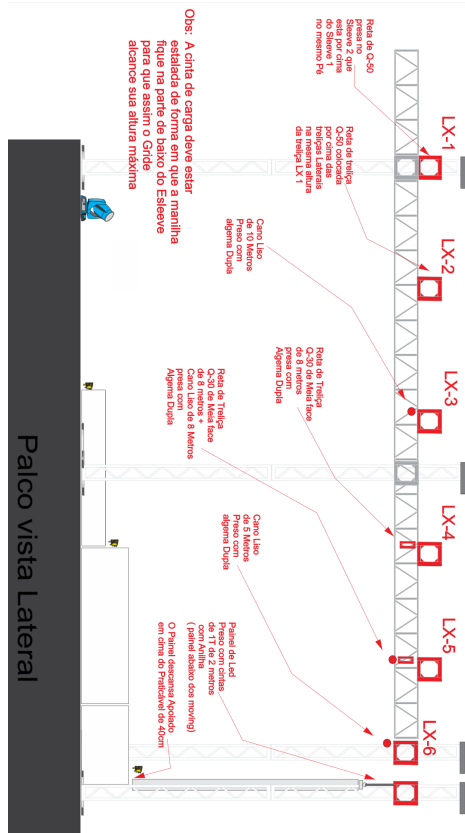 LX-1
LX-2
LX-3
LX-4
LX-5
LX-6
Reta de Q-50
presa no
Sleeve 2 que
esta por cima
do Sleeve 1
no mesmo Pé
Reta de treliça
Q-50 colocada
por cima das
treliças Laterais
na mesma altura
da treliça LX 1
Cano Liso
de 10 Metros
Preso com
algema Dupla
Reta de Treliça
Q-30 de Meia face
de 8 metros
presa com
Algema Dupla
Reta de Treliça
Q-30 de Meia face
de 8 metros +
Cano Liso de 8 Metros
presa com
Algema Dupla
Cano Liso
de 5 Metros
Preso com
algema Dupla
Painel de Led
Preso com cintas
de 1T de 2 metros
com Anilha
( painel abaixo dos moving)
O Painel descansa Apoiado
em cima do Praticável de 40cm
Obs: A cinta de carga deve estar
estalada de forma em que a manilha
fique na parte de baixo do Esleeve
para que assim o Gride
alcance sua altura máxima
Palco vista Lateral